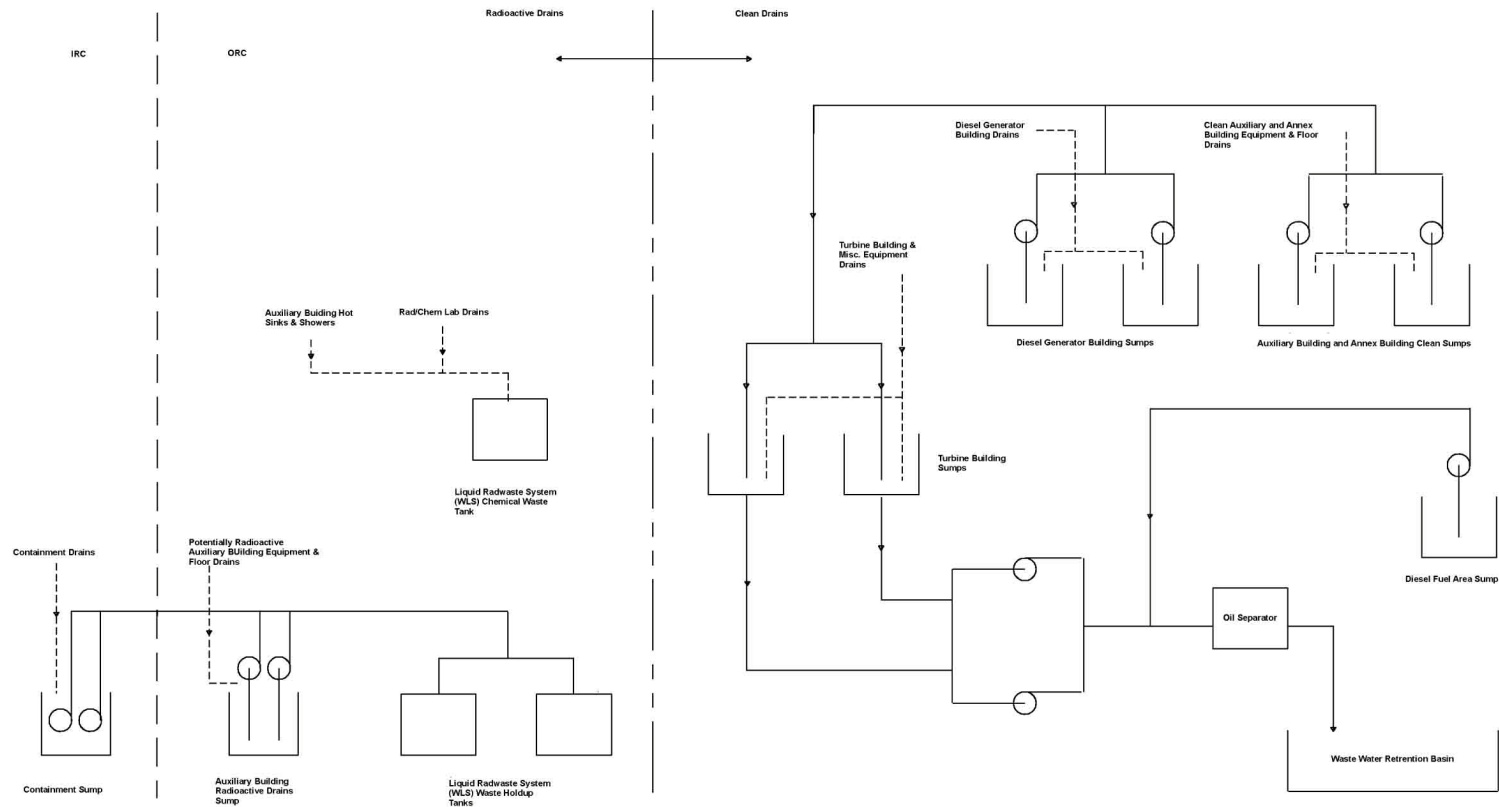 Radioactive Drains
Clean Drains
IRC
ORC
Diesel Generator
Building Drains
Clean Auxiliary and Annex
Building Equipment & Floor
Drains
Turbine Building &
Misc. Equipment
Drains
Auxiliary Buiding Hot
Sinks & Showers
Rad/Chem Lab Drains
Diesel Generator Building Sumps
Auxiliary Building and Annex Building Clean Sumps
Turbine Building
Sumps
Liquid Radwaste System
(WLS) Chemical Waste
Tank
Containment Drains
Potentially Radioactive
Auxiliary BUilding Equipment &
Floor Drains
Diesel Fuel Area Sump
Oil Separator
Waste Water Retrention Basin
Containment Sump
Auxiliary Building
Radioactive Drains
Sump
Liquid Radwaste System
(WLS) Waste Holdup
Tanks